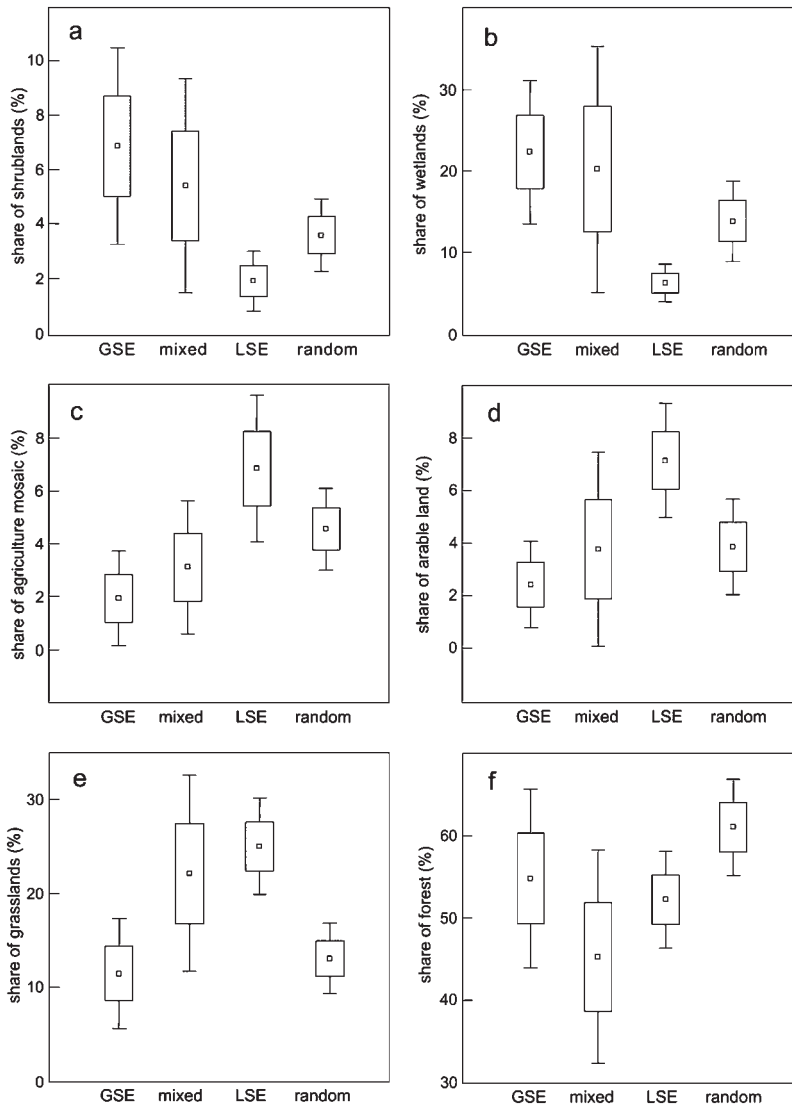 a
share of shrublands (%)
10
8
6
4
2
0
GSE mixed LSE random
b
share of wetlands (%)
30
20
10
0
GSE mixed LSE random
c
share of agriculture mosaic (%)
8
6
4
2
0
GSE mixed LSE random
d
share of arable land (%)
8
6
4
2
0
GSE mixed LSE random
e
share of grasslands (%)
30
20
10
0
GSE mixed LSE random
f
share of forest (%)
60
50
40
30
GSE mixed LSE random